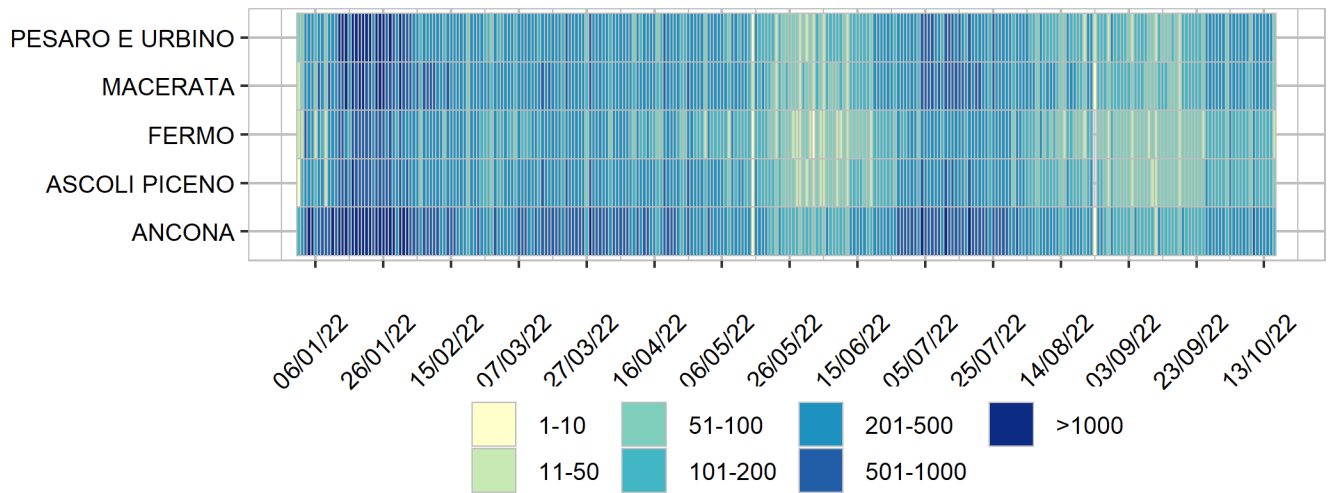 PESARO E URBINO
MACERATA
FERMO
ASCOLI PICENO
ANCONA
06/01/22 26/01/22 15/02/22 07/03/22 27/03/22 16/04/22 06/05/22 26/05/22 15/06/22 05/07/22 25/07/22 14/08/22 03/09/22 23/09/22 13/10/22
1-10 51-100 201-500 >1000
11-50 101-200 501-1000